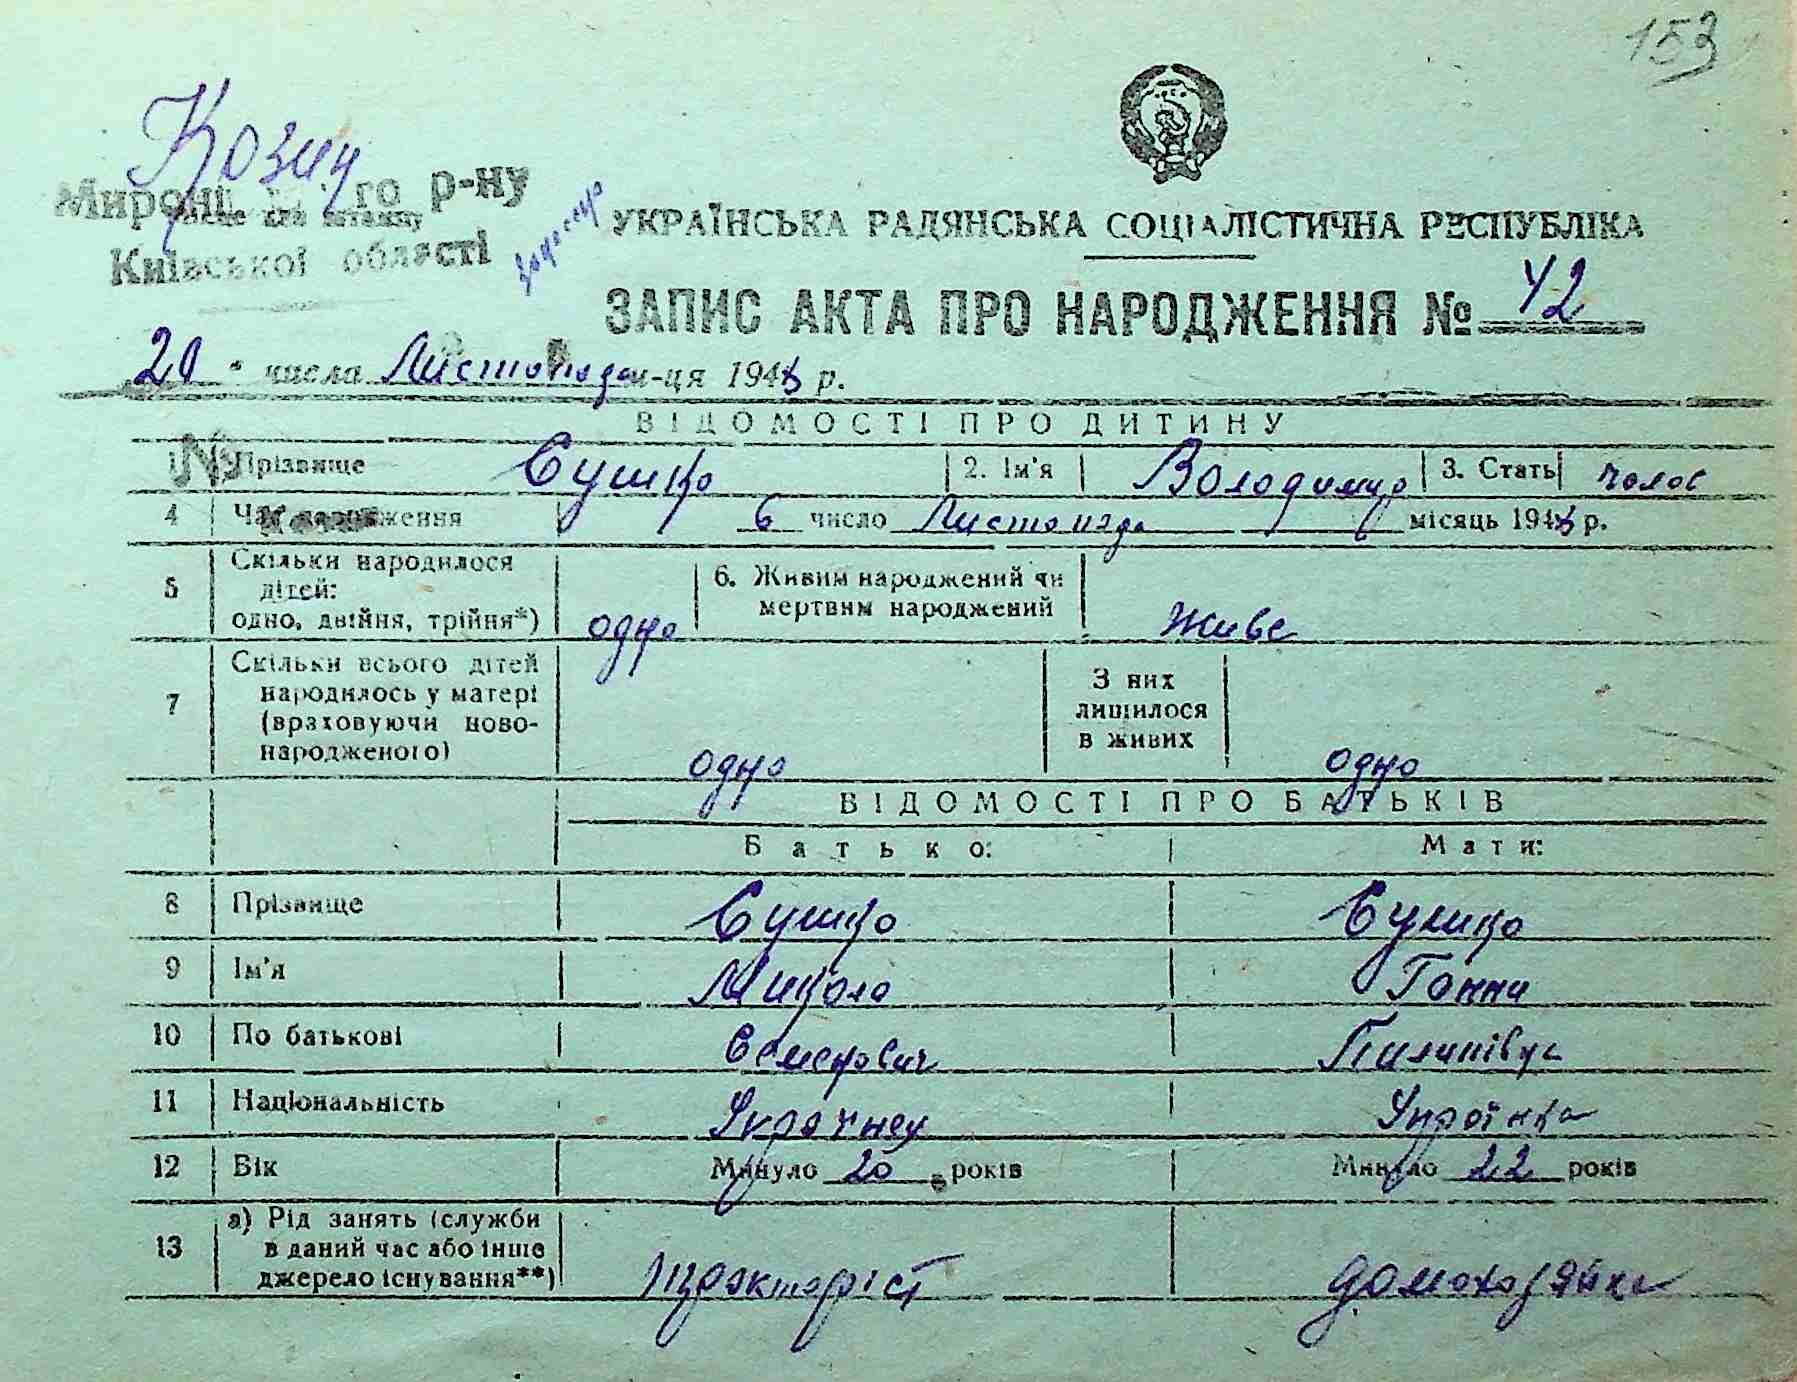 153
Козин
Миронівського р-ну
Київської області
УКРАЇНСЬКА РАДЯНСЬКА СОЦІАЛІСТИЧНА РЕСПУБЛІКА
ЗАПИС АКТА ПРО НАРОДЖЕННЯ № 42
20 числа Листопада м-ця 1948 р.
ВІДОМОСТІ ПРО ДИТИНУ
1 Прізвище Сушко 2. Ім'я Володимир 3. Стать чолов
4 Час народження 6 число Листопада місяць 1948 р.
5 Скільки народилося дітей: одно, двійня, трійня*) одно 6. Живим народжений чи мертвим народжений живе
7 Скільки всього дітей народилось у матері (враховуючи новонародженого) одно З них лишилося в живих одно
ВІДОМОСТІ ПРО БАТЬКІВ
Батько: Мати:
8 Прізвище Сушко Сушко
9 Ім'я Микола Ганна
10 По батькові Семенович Пилипівна
11 Національність Українец Українка
12 Вік Минуло 20 років Минуло 22 років
13 а) Рід занять (служби в даний час або інше джерело існування**) тракторіст домохозяйка